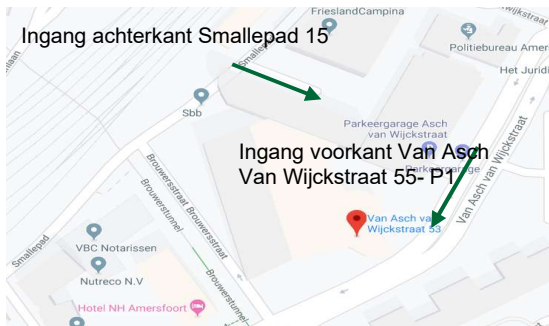 FrieslandCampina
Ingang achterkant Smallepad 15
Politiebureau Amer
Het Juridi
Smallepad
Sbb
Parkeergarage Asch
van Wijckstraat
Ingang voorkant Van Asch
Van Wijckstraat 55- P1
Parkeergarage
Van Asch van Wijckstraat
Brouwersstraat
Brouwersstraat
Brouwerstunnel
Van Asch va
Wijckstraat 53
VBC Notarissen
Smallepad
Nutreco N.V
Brouwerstunnel
Hotel NH Amersfoort